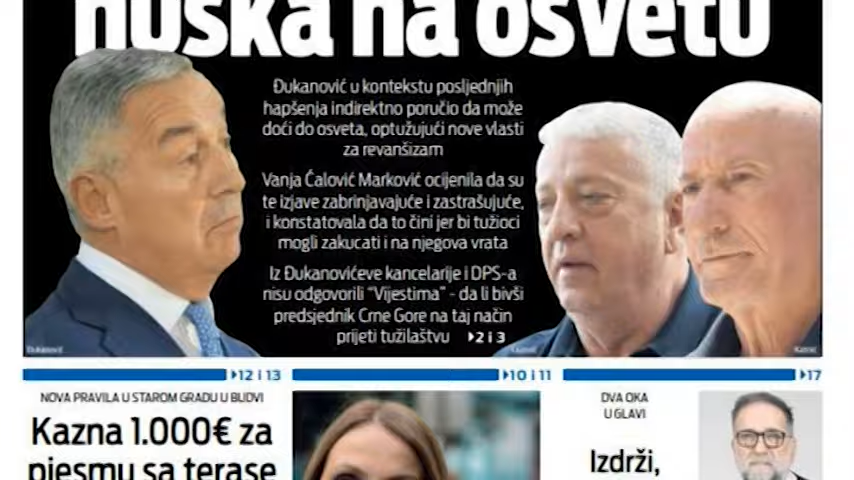 huška na osvetu
Đukanović u kontekstu posljednjih
hapšenja indirektno poručio da može
doći do osveta, optužujući nove vlasti
za revanšizam
Vanja Ćalović Marković ocijenila da su
te izjave zabrinjavajuće i zastrašujuće,
i konstatovala da to čini jer bi tužioci
mogli zakucati i na njegova vrata
Iz Đukanovićeve kancelarije i DPS-a
nisu odgovorili "Vijestima" - da li bivši
predsjednik Crne Gore na taj način
prijeti tužilaštvu 2 i 3
Đukanović
Katnić
12 i 13
10 i 11
17
NOVA PRAVILA U STAROM GRADU U BUDVI
Kazna 1.000€ za
pjesmu sa terase
DVA OKA
U GLAVI
Izdrži,